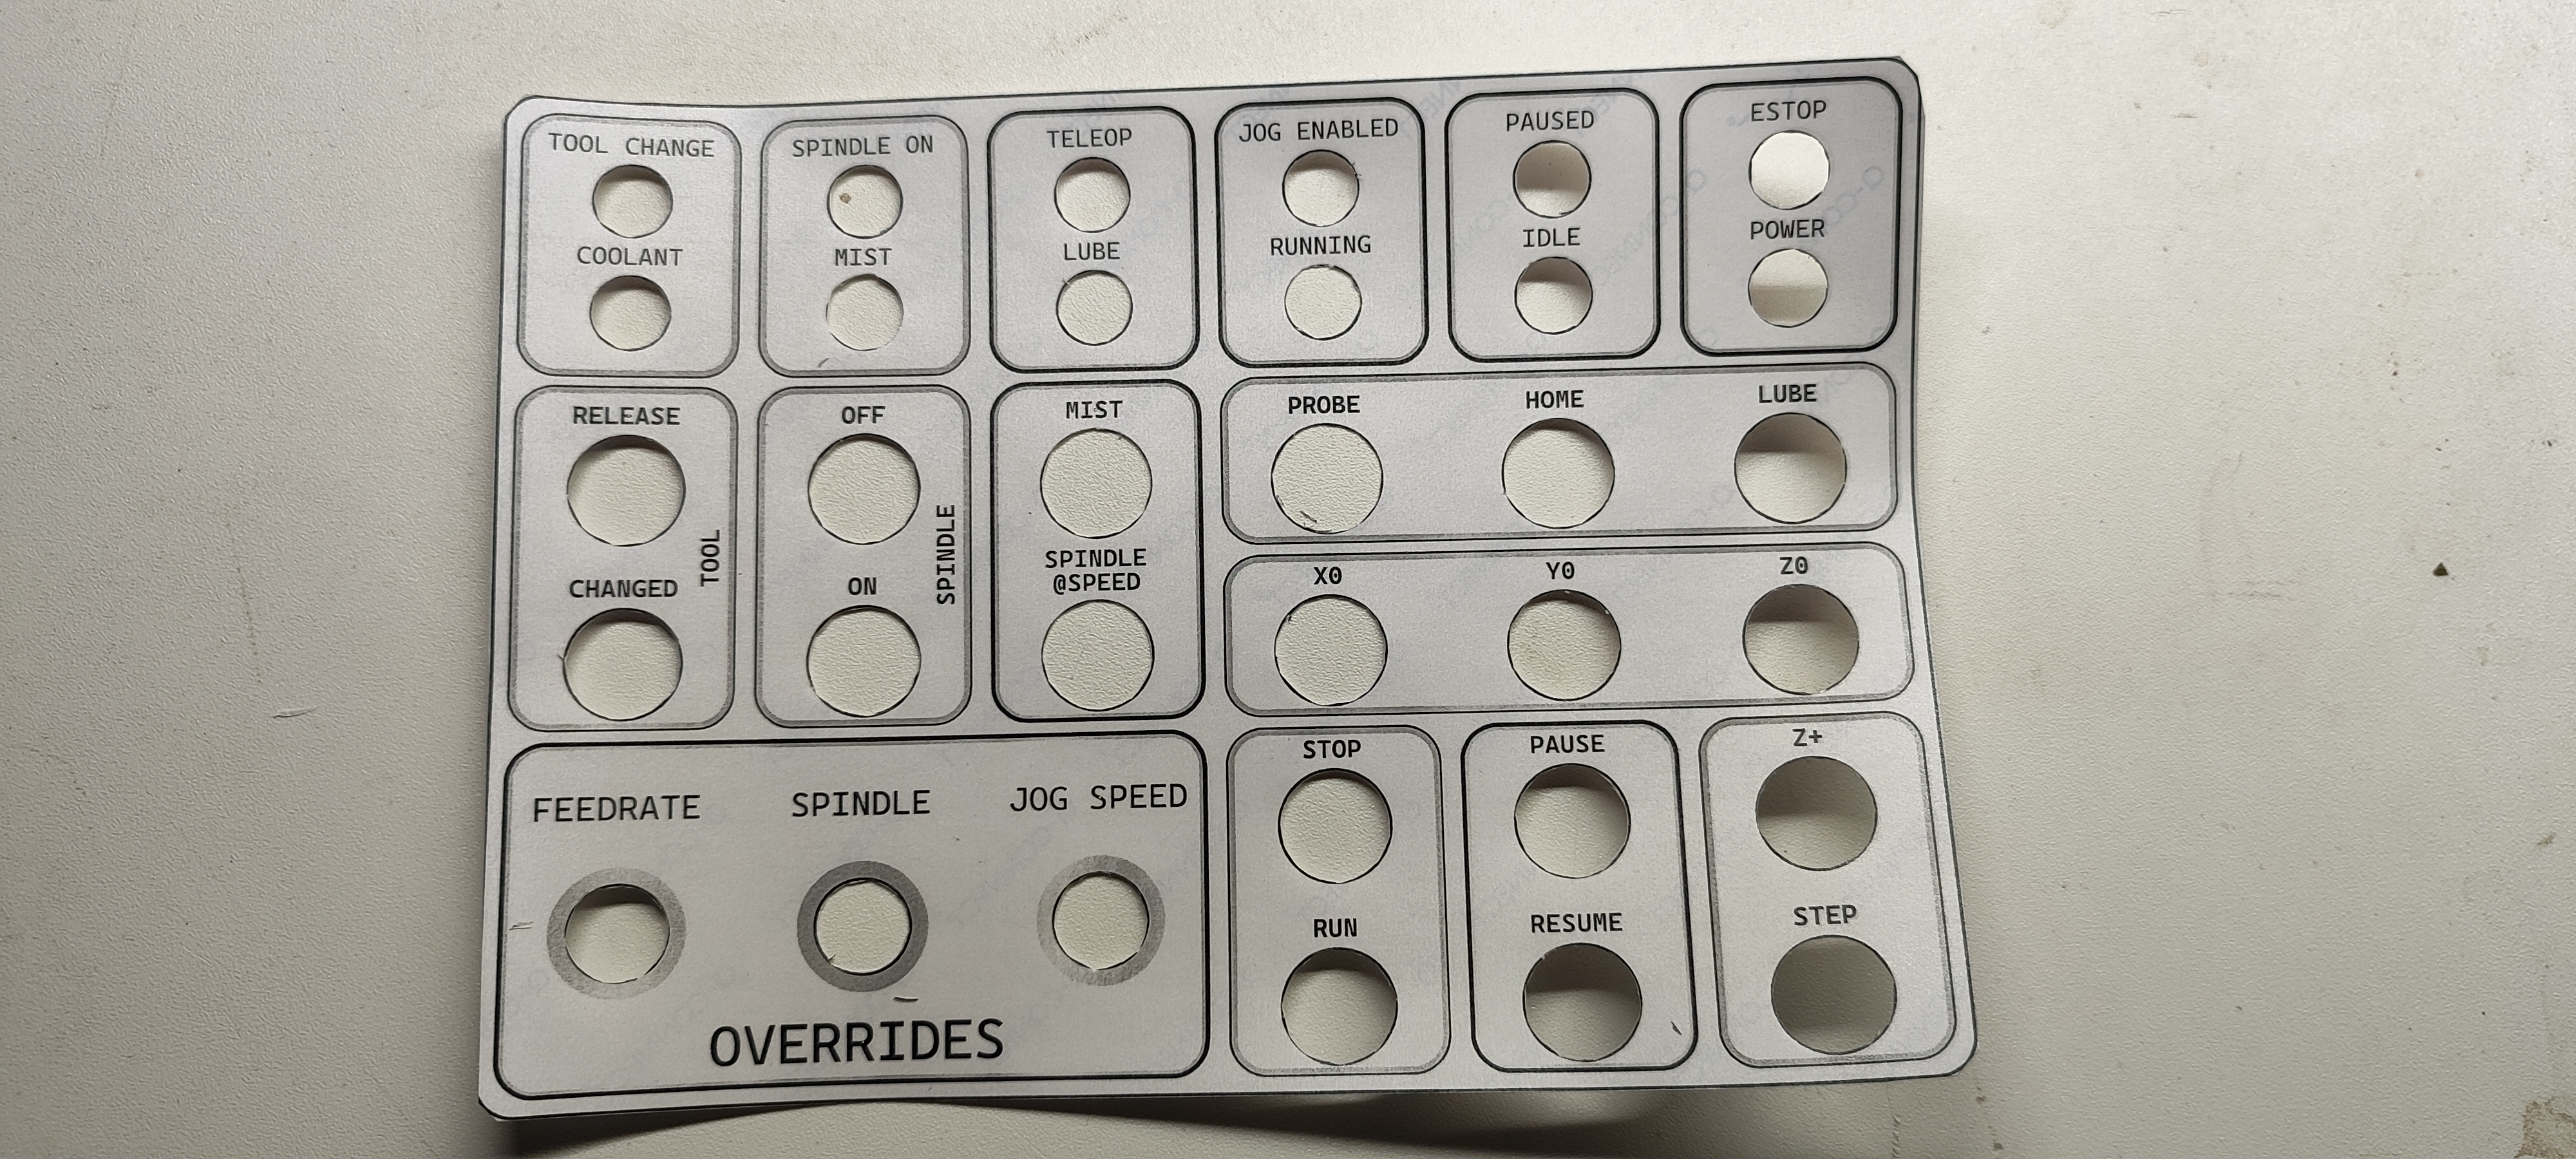 TOOL CHANGE
SPINDLE ON
TELEOP
JOG ENABLED
PAUSED
ESTOP
COOLANT
MIST
LUBE
RUNNING
IDLE
POWER
RELEASE
OFF
MIST
PROBE
HOME
LUBE
TOOL
SPINDLE
CHANGED
ON
SPINDLE
@SPEED
X0
Y0
Z0
FEEDRATE
SPINDLE
JOG SPEED
OVERRIDES
STOP
PAUSE
Z+
RUN
RESUME
STEP